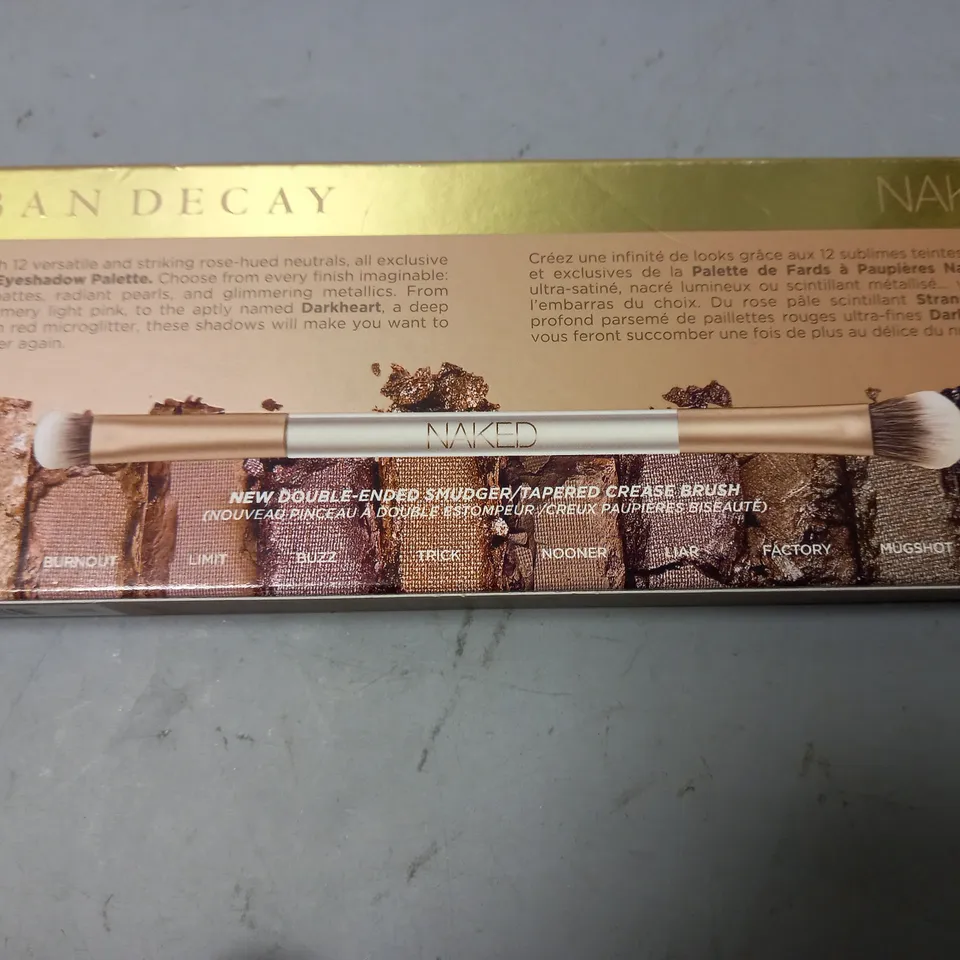 BAN DECAY
NAK
h 12 versatile and striking rose-hued neutrals, all exclusive
Eyeshadow Palette. Choose from every finish imaginable:
attes, radiant pearls, and glimmering metallics. From
mery light pink, to the aptly named Darkheart, a deep
n red microglitter, these shadows will make you want to
er again.
Créez une infinité de looks grâce aux 12 sublimes teintes
et exclusives de la Palette de Fards à Paupières Na
ultra-satiné, nacré lumineux ou scintillant métallisé...
l'embarras du choix. Du rose pâle scintillant Stran
profond parsemé de paillettes rouges ultra-fines Dar
vous feront succomber une fois de plus au délice du n
NAKED
NEW DOUBLE-ENDED SMUDGER/TAPERED CREASE BRUSH
(NOUVEAU PINCEAU À DOUBLE ESTOMPEUR /CREUX PAUPIÈRES BISEAUTÉ)
BURNOUT LIMIT BUZZ TRICK NOONER LIAR FACTORY MUGSHOT